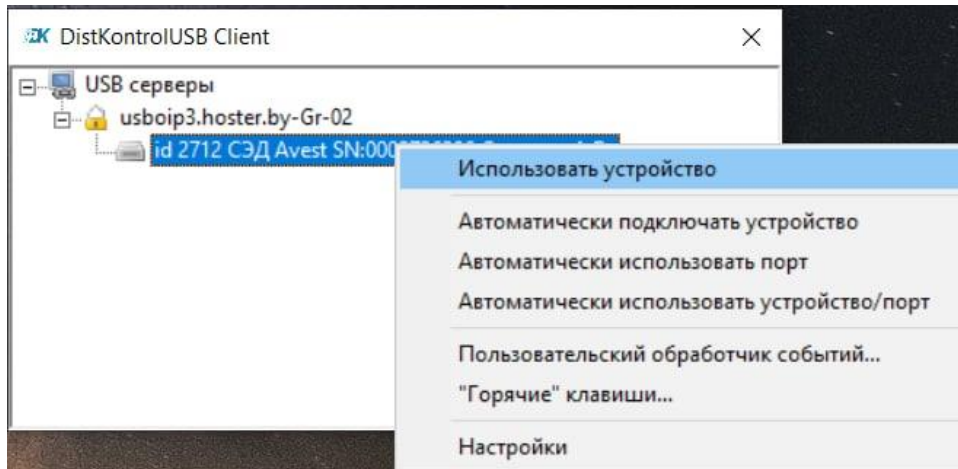 DistKontrolUSB Client
USB серверы
usboip3.hoster.by-Gr-02
id 2712 СЭД Avest
Использовать устройство
Автоматически подключать устройство
Автоматически использовать порт
Автоматически использовать устройство/порт
Пользовательский обработчик событий...
"Горячие" клавиши...
Настройки